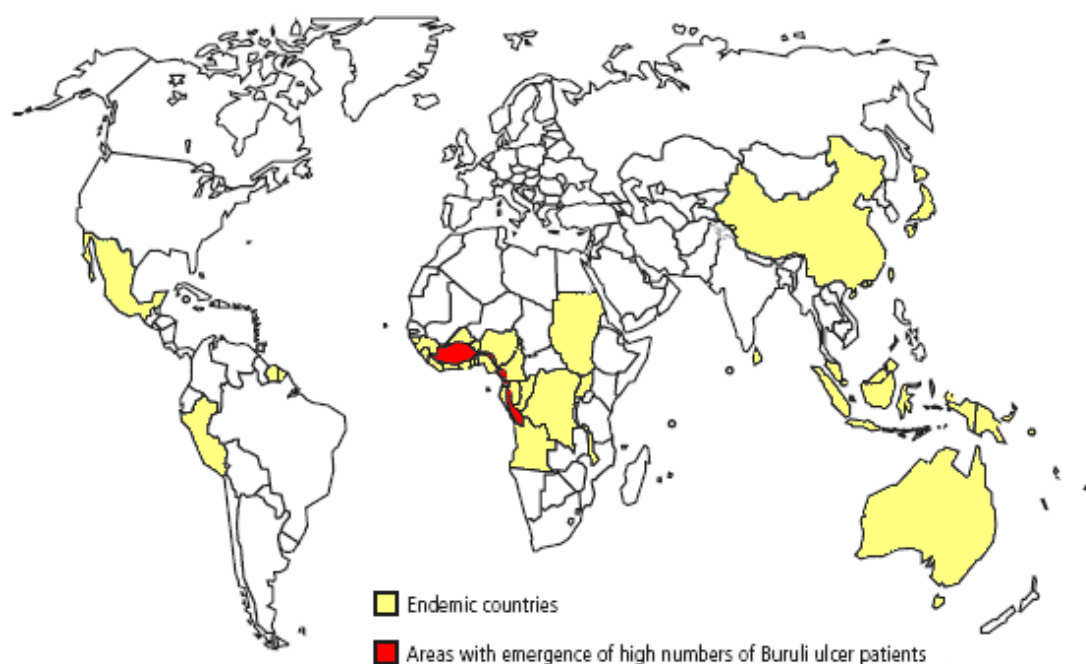 Endemic countries
Areas with emergence of high numbers of Buruli ulcer patients